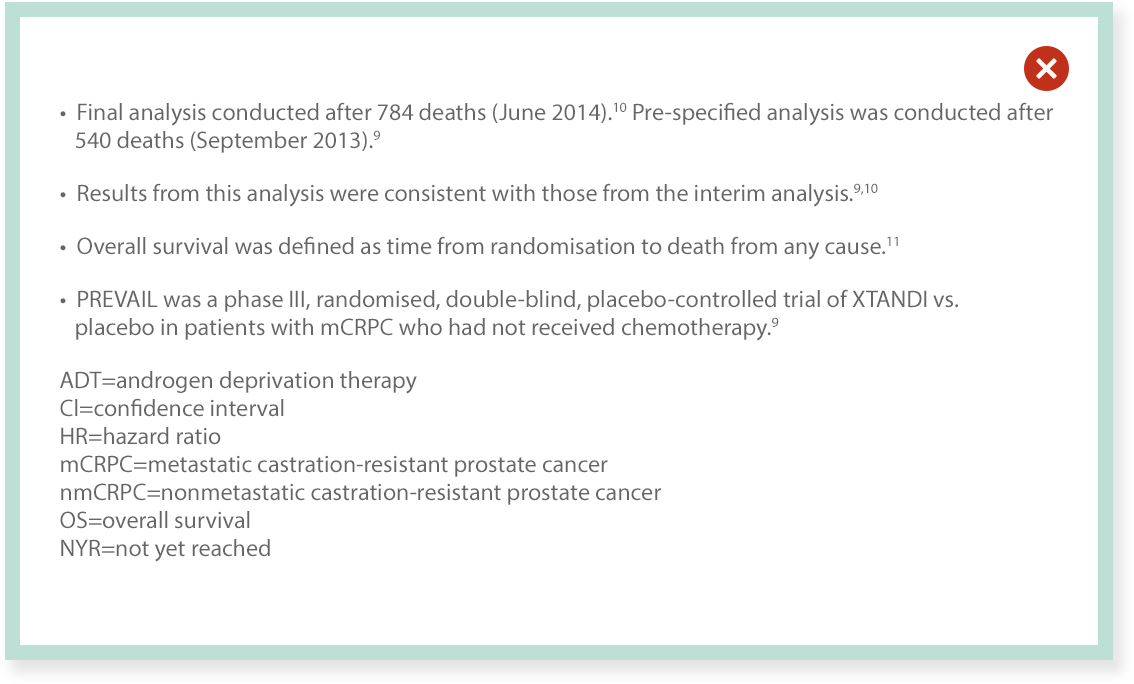 • Final analysis conducted after 784 deaths (June 2014).10 Pre-specified analysis was conducted after
540 deaths (September 2013).9
• Results from this analysis were consistent with those from the interim analysis.9,10
• Overall survival was defined as time from randomisation to death from any cause.11
• PREVAIL was a phase III, randomised, double-blind, placebo-controlled trial of XTANDI vs.
placebo in patients with mCRPC who had not received chemotherapy.9
ADT=androgen deprivation therapy
CI=confidence interval
HR=hazard ratio
mCRPC=metastatic castration-resistant prostate cancer
nmCRPC=nonmetastatic castration-resistant prostate cancer
OS=overall survival
NYR=not yet reached